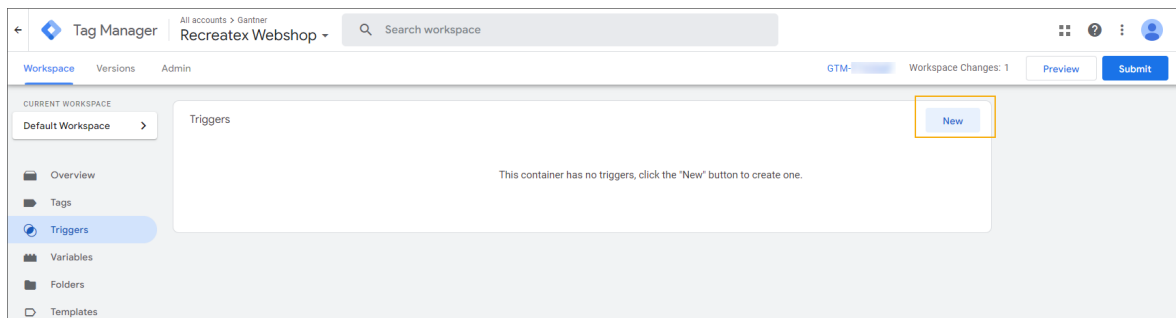 All accounts > Gantner
Tag Manager
Recreatex Webshop
Search workspace
Workspace Versions Admin
GTM-
Workspace Changes: 1
Preview
Submit
CURRENT WORKSPACE
Default Workspace
Triggers
New
This container has no triggers, click the "New" button to create one.
Overview
Tags
Triggers
Variables
Folders
Templates